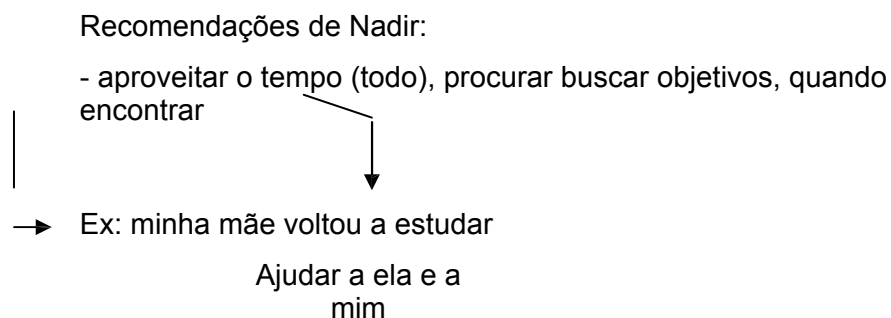 Recomendações de Nadir:
- aproveitar o tempo (todo), procurar buscar objetivos, quando
encontrar
Ex: minha mãe voltou a estudar
Ajudar a ela e a
mim